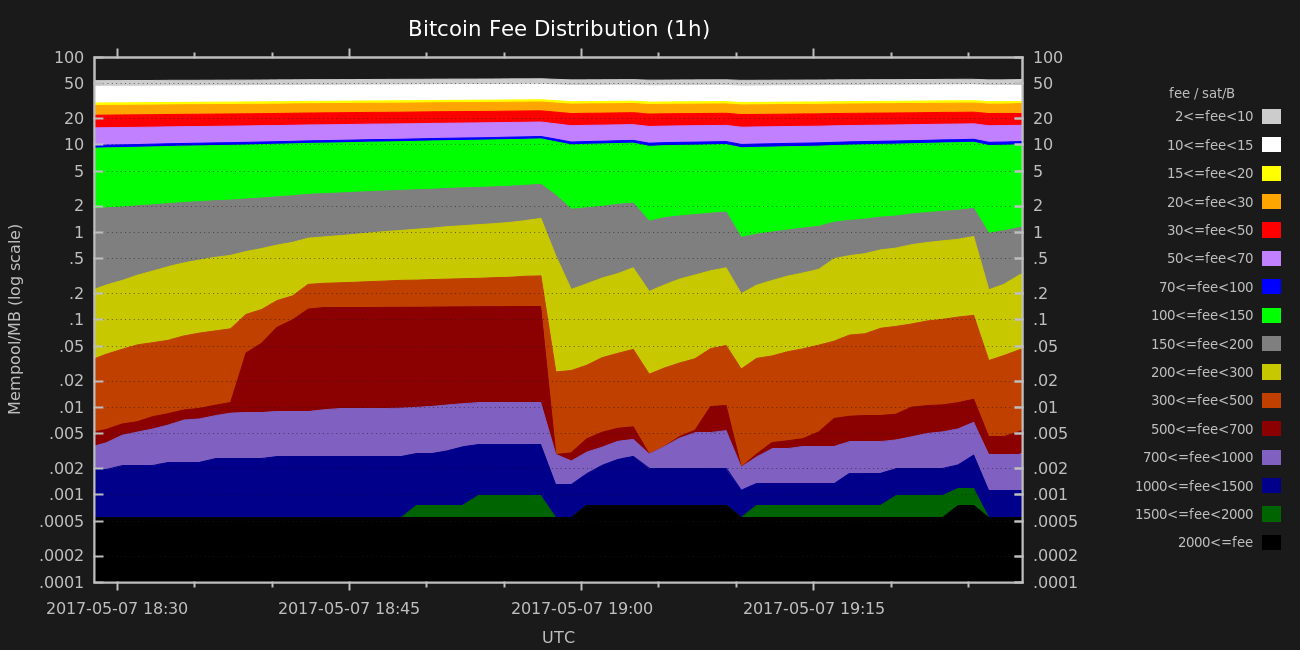 Bitcoin Fee Distribution (1h)
Mempool/MB (log scale)
100
50
20
10
5
2
1
.5
.2
.1
.05
.02
.01
.005
.002
.001
.0005
.0002
.0001
100
50
20
10
5
2
1
.5
.2
.1
.05
.02
.01
.005
.002
.001
.0005
.0002
.0001
2017-05-07 18:30 2017-05-07 18:45 2017-05-07 19:00 2017-05-07 19:15
UTC
fee / sat/B
2<=fee<10
10<=fee<15
15<=fee<20
20<=fee<30
30<=fee<50
50<=fee<70
70<=fee<100
100<=fee<150
150<=fee<200
200<=fee<300
300<=fee<500
500<=fee<700
700<=fee<1000
1000<=fee<1500
1500<=fee<2000
2000<=fee